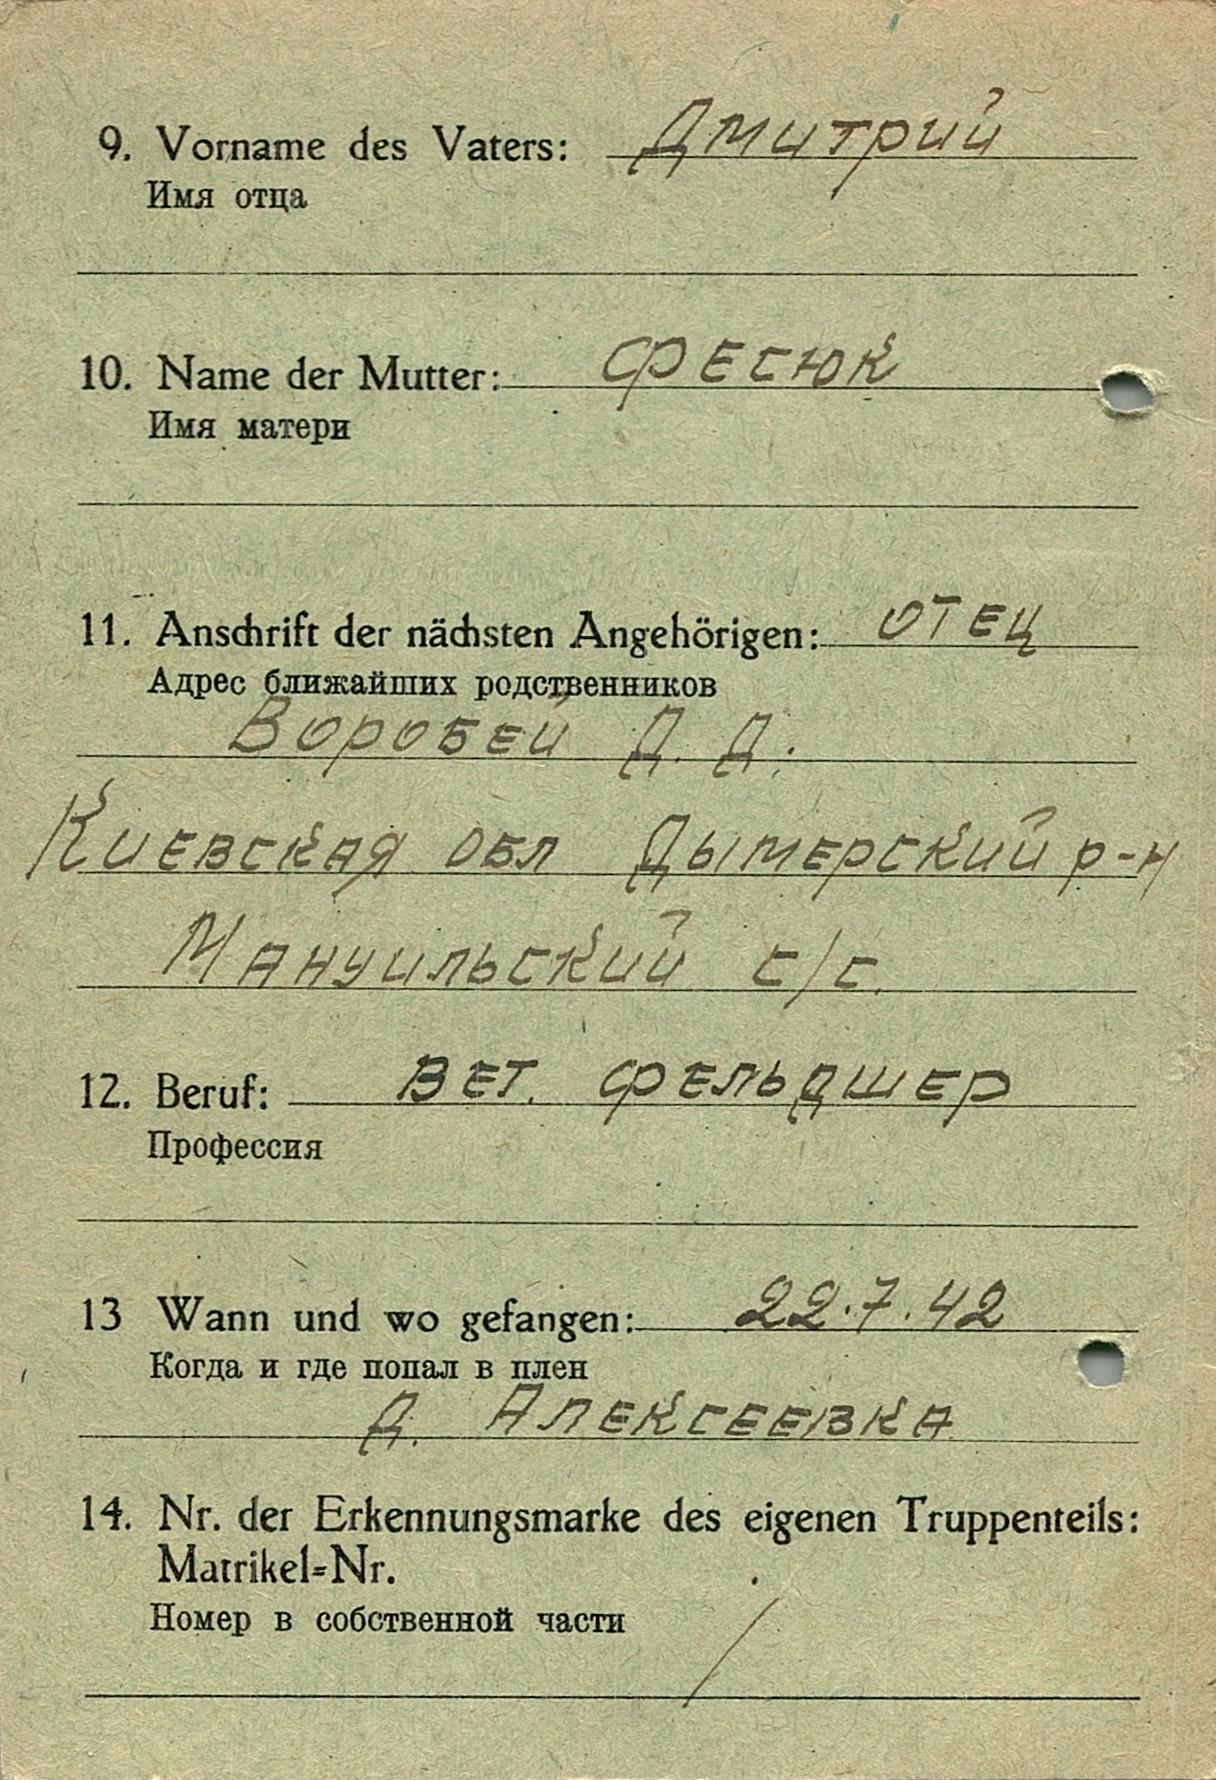 9. Vorname des Vaters: Дмитрий
Имя отца
10. Name der Mutter: Фесюк
Имя матери
11. Anschrift der nächsten Angehörigen: отец
Адрес ближайших родственников
Воробей Д. Д.
Киевская обл Дымерский р-н
Мануильский с/с.
12. Beruf: Вет. фельдшер
Профессия
13 Wann und wo gefangen: 22.7.42
Когда и где попал в плен
д. Алексеевка
14. Nr. der Erkennungsmarke des eigenen Truppenteils:
Matrikel=Nr.
Номер в собственной части
/